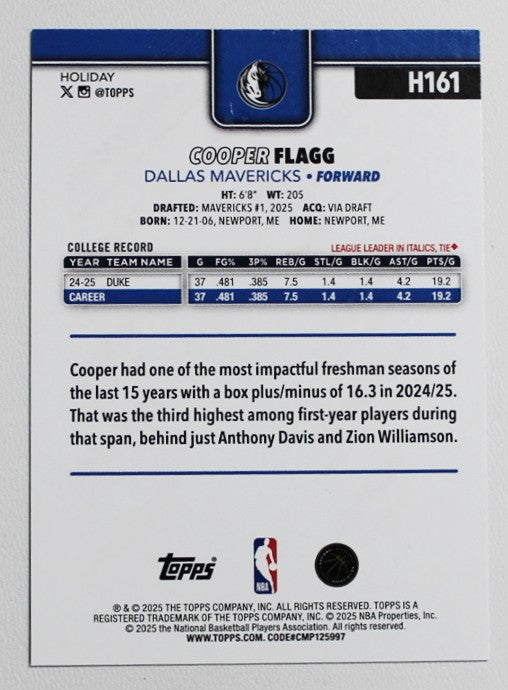 HOLIDAY
@TOPPS
H161
COOPER FLAGG
DALLAS MAVERICKS • FORWARD
HT: 6'8" WT: 205
DRAFTED: MAVERICKS #1, 2025 ACQ: VIA DRAFT
BORN: 12-21-06, NEWPORT, ME HOME: NEWPORT, ME
COLLEGE RECORD
LEAGUE LEADER IN ITALICS, TIE◆
YEAR TEAM NAME G FG% 3P% REB/G STL/G BLK/G AST/G PTS/G
24-25 DUKE 37 .481 .385 7.5 1.4 1.4 4.2 19.2
CAREER 37 .481 .385 7.5 1.4 1.4 4.2 19.2
Cooper had one of the most impactful freshman seasons of
the last 15 years with a box plus/minus of 16.3 in 2024/25.
That was the third highest among first-year players during
that span, behind just Anthony Davis and Zion Williamson.
Topps
NBA
® & © 2025 THE TOPPS COMPANY, INC. ALL RIGHTS RESERVED. TOPPS IS A
REGISTERED TRADEMARK OF THE TOPPS COMPANY, INC. © 2025 NBA Properties, Inc.
© 2025 the National Basketball Players Association. All rights reserved.
WWW.TOPPS.COM. CODE#CMP125997